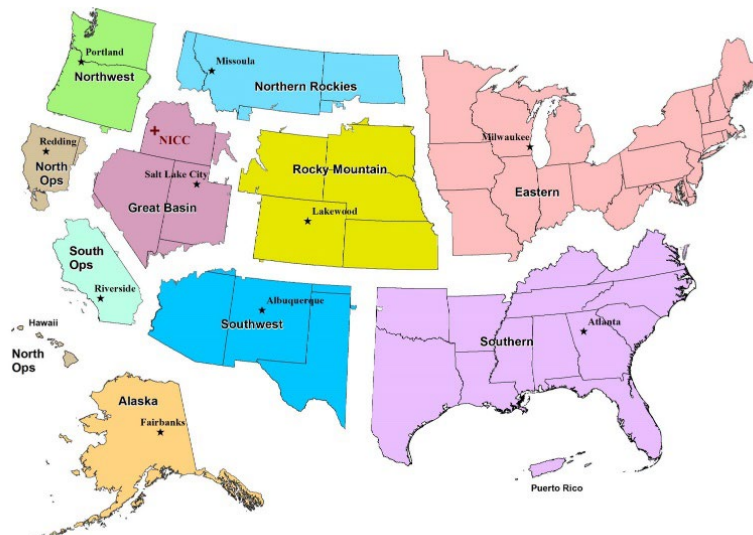 Portland
Northwest
Missoula
Northern Rockies
Milwaukee
Eastern
Redding
North
Ops
NICC
Salt Lake City
Great Basin
Rocky Mountain
Lakewood
South
Ops
Riverside
Albuquerque
Southwest
Southern
Atlanta
Hawaii
North
Ops
Alaska
Fairbanks
Puerto Rico